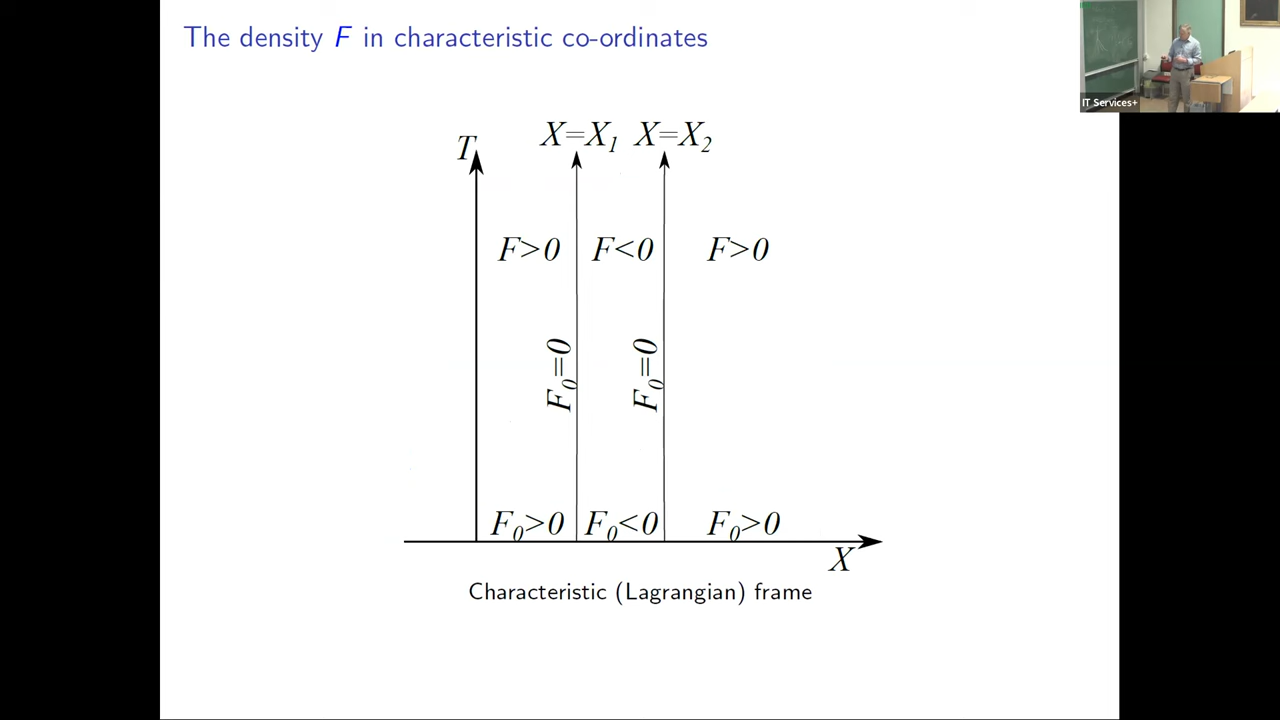 The density F in characteristic co-ordinates
IT Services+
T
X=X₁ X=X₂
F>0 F<0 F>0
F₀=0 F₀=0
F₀>0 F₀<0 F₀>0
X
Characteristic (Lagrangian) frame